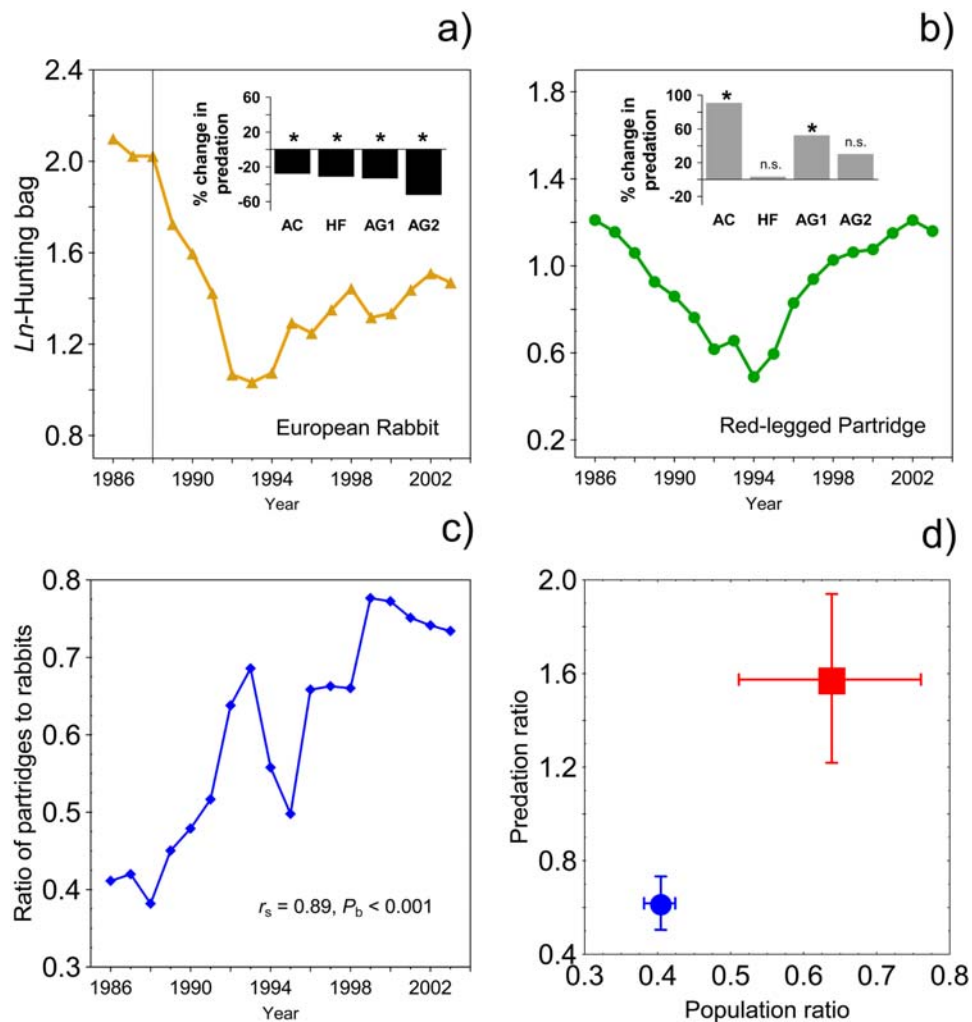 a)
2.4
2.0
1.6
1.2
0.8
Ln-Hunting bag
60
20
-20
-60
% change in
predation
* * * *
AC HF AG1 AG2
European Rabbit
1986 1990 1994 1998 2002
Year
b)
1.8
1.4
1.0
0.6
0.2
100
60
20
-20
% change in
predation
* n.s. * n.s.
AC HF AG1 AG2
Red-legged Partridge
1986 1990 1994 1998 2002
Year
c)
0.8
0.7
0.6
0.5
0.4
0.3
Ratio of partridges to rabbits
rs = 0.89, Pb < 0.001
1986 1990 1994 1998 2002
Year
d)
2.0
1.6
1.2
0.8
0.4
Predation ratio
0.3 0.4 0.5 0.6 0.7 0.8
Population ratio